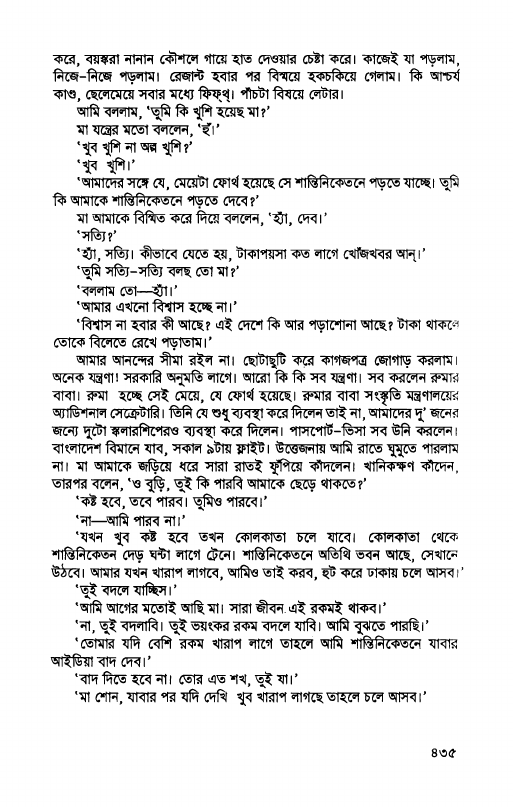 করে, বয়স্করা নানান কৌশলে গায়ে হাত দেওয়ার চেষ্টা করে। কাজেই যা পড়লাম,
নিজে-নিজে পড়লাম। রেজাল্ট হবার পর বিস্ময়ে হকচকিয়ে গেলাম। কি আশ্চর্য
কাণ্ড, ছেলেমেয়ে সবার মধ্যে ফিফ্‌থ্‌। পাঁচটা বিষয়ে লেটার।
আমি বললাম, 'তুমি কি খুশি হয়েছ মা?'
মা যন্ত্রের মতো বললেন, 'হুঁ।'
'খুব খুশি না অল্প খুশি?'
'খুব খুশি।'
'আমাদের সঙ্গে যে, মেয়েটা ফোর্থ হয়েছে সে শান্তিনিকেতনে পড়তে যাচ্ছে। তুমি
কি আমাকে শান্তিনিকেতনে পড়তে দেবে?'
মা আমাকে বিস্মিত করে দিয়ে বললেন, 'হ্যাঁ, দেব।'
'সত্যি?'
'হ্যাঁ, সত্যি। কীভাবে যেতে হয়, টাকাপয়সা কত লাগে খোঁজখবর আন্‌।'
'তুমি সত্যি-সত্যি বলছ তো মা?'
'বললাম তো—হ্যাঁ।'
'আমার এখনো বিশ্বাস হচ্ছে না।'
'বিশ্বাস না হবার কী আছে? এই দেশে কি আর পড়াশোনা আছে? টাকা থাকলে
তোকে বিলেতে রেখে পড়াতাম।'
আমার আনন্দের সীমা রইল না। ছোটাছুটি করে কাগজপত্র জোগাড় করলাম।
অনেক যন্ত্রণা! সরকারি অনুমতি লাগে। আরো কি কি সব যন্ত্রণা। সব করলেন রুমার
বাবা। রুমা হচ্ছে সেই মেয়ে, যে ফোর্থ হয়েছে। রুমার বাবা সংস্কৃতি মন্ত্রণালয়ের
অ্যাডিশনাল সেক্রেটারি। তিনি যে শুধু ব্যবস্থা করে দিলেন তাই না, আমাদের দু' জনের
জন্যে দুটো স্কলারশিপেরও ব্যবস্থা করে দিলেন। পাসপোর্ট-ভিসা সব উনি করলেন।
বাংলাদেশ বিমানে যাব, সকাল ৯টায় ফ্লাইট। উত্তেজনায় আমি রাতে ঘুমুতে পারলাম
না। মা আমাকে জড়িয়ে ধরে সারা রাতই ফুঁপিয়ে কাঁদলেন। খানিকক্ষণ কাঁদেন,
তারপর বলেন, 'ও বুড়ি, তুই কি পারবি আমাকে ছেড়ে থাকতে?'
'কষ্ট হবে, তবে পারব। তুমিও পারবে।'
'না—আমি পারব না।'
'যখন খুব কষ্ট হবে তখন কোলকাতা চলে যাবে। কোলকাতা থেকে
শান্তিনিকেতন দেড় ঘন্টা লাগে ট্রেনে। শান্তিনিকেতনে অতিথি ভবন আছে, সেখানে
উঠবে। আমার যখন খারাপ লাগবে, আমিও তাই করব, হুট করে ঢাকায় চলে আসব।'
'তুই বদলে যাচ্ছিস।'
'আমি আগের মতোই আছি মা। সারা জীবন এই রকমই থাকব।'
'না, তুই বদলাবি। তুই ভয়ংকর রকম বদলে যাবি। আমি বুঝতে পারছি।'
'তোমার যদি বেশি রকম খারাপ লাগে তাহলে আমি শান্তিনিকেতনে যাবার
আইডিয়া বাদ দেব।'
'বাদ দিতে হবে না। তোর এত শখ, তুই যা।'
'মা শোন, যাবার পর যদি দেখি খুব খারাপ লাগছে তাহলে চলে আসব।'
৪৩৫